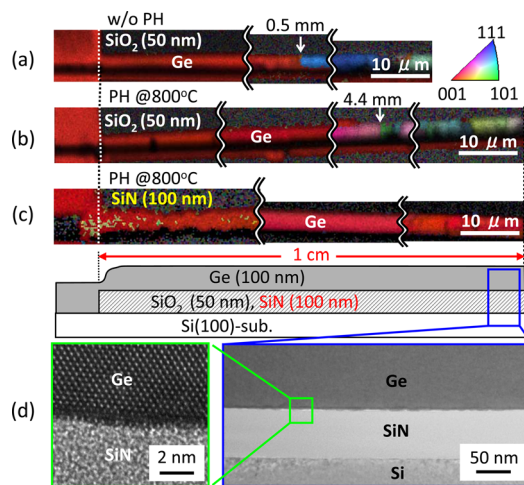 w/o PH
0.5 mm
111
SiO₂ (50 nm)
(a)
Ge
10 μm
001 101
PH @800°C
4.4 mm
SiO₂ (50 nm)
(b)
Ge
10 μm
PH @800°C
SiN (100 nm)
(c)
Ge
10 μm
1 cm
Ge (100 nm)
SiO₂ (50 nm), SiN (100 nm)
Si(100)-sub.
(d)
Ge
SiN
2 nm
Ge
SiN
Si
50 nm